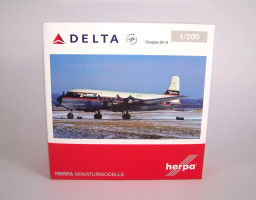 DELTA
Douglas DC-6
1/200
HERPA MINIATURMODELLE
herpa